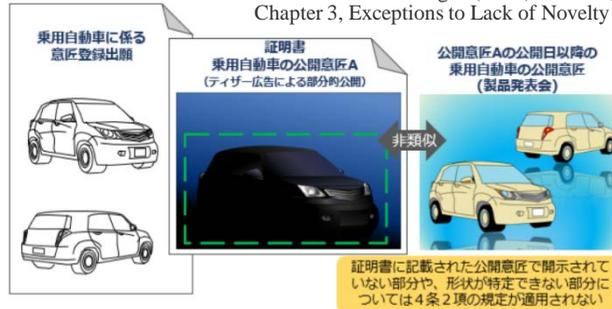 Chapter 3, Exceptions to Lack of Novelty
乗用自動車に係る
意匠登録出願
証明書
乗用自動車の公開意匠A
(ティザー広告による部分的公開)
非類似
公開意匠Aの公開日以降の
乗用自動車の公開意匠
(製品発表会)
証明書に記載された公開意匠で開示されて
いない部分や、形状が特定できない部分に
ついては4条2項の規定が適用されない